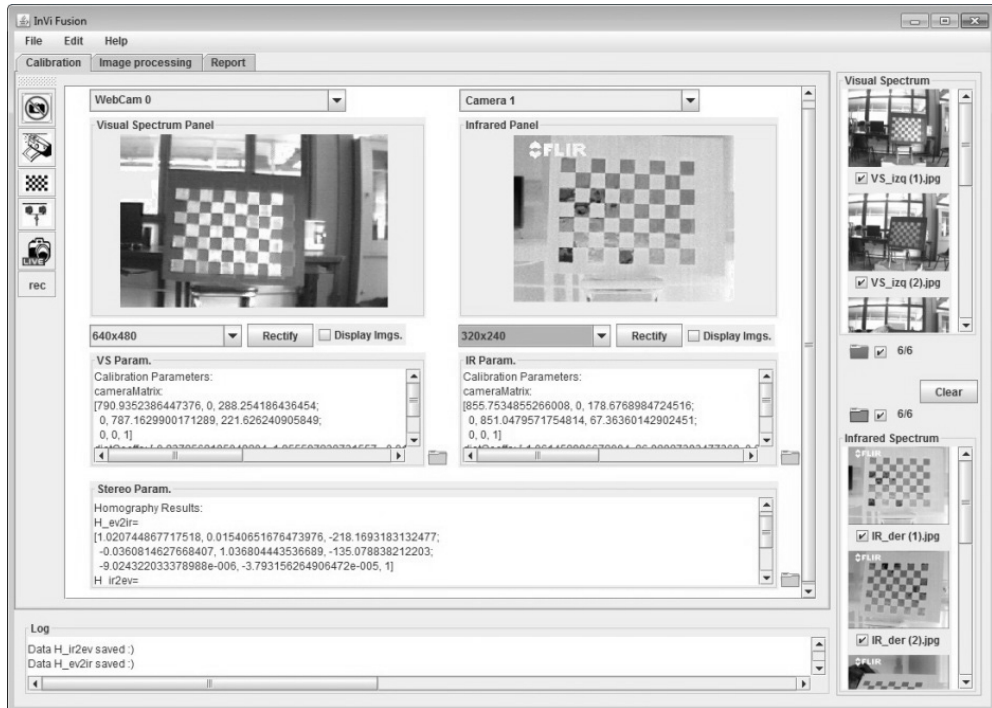 InVi Fusion
File Edit Help
Calibration Image processing Report
WebCam 0
Camera 1
Visual Spectrum Panel
Infrared Panel
FLIR
LIVE
rec
640x480
Rectify
Display Imgs.
320x240
Rectify
Display Imgs.
VS Param.
Calibration Parameters:
cameraMatrix:
[790.9352386447376, 0, 288.254186436454;
0, 787.1629900171289, 221.626240905849;
0, 0, 1]
IR Param.
Calibration Parameters:
cameraMatrix:
[855.7534855266008, 0, 178.6768984724516;
0, 851.0479571754814, 67.36360142902451;
0, 0, 1]
Stereo Param.
Homography Results:
H_ev2ir=
[1.020744867717518, 0.01540651676473976, -218.1693183132477;
-0.0360814627668407, 1.036804443536689, -135.078838212203;
-9.024322033378988e-006, -3.793156264906472e-005, 1]
H_ir2ev=
Log
Data H_ir2ev saved :)
Data H_ev2ir saved :)
Visual Spectrum
VS_izq (1).jpg
VS_izq (2).jpg
6/6
Clear
6/6
Infrared Spectrum
FLIR
IR_der (1).jpg
FLIR
IR_der (2).jpg
FLIR